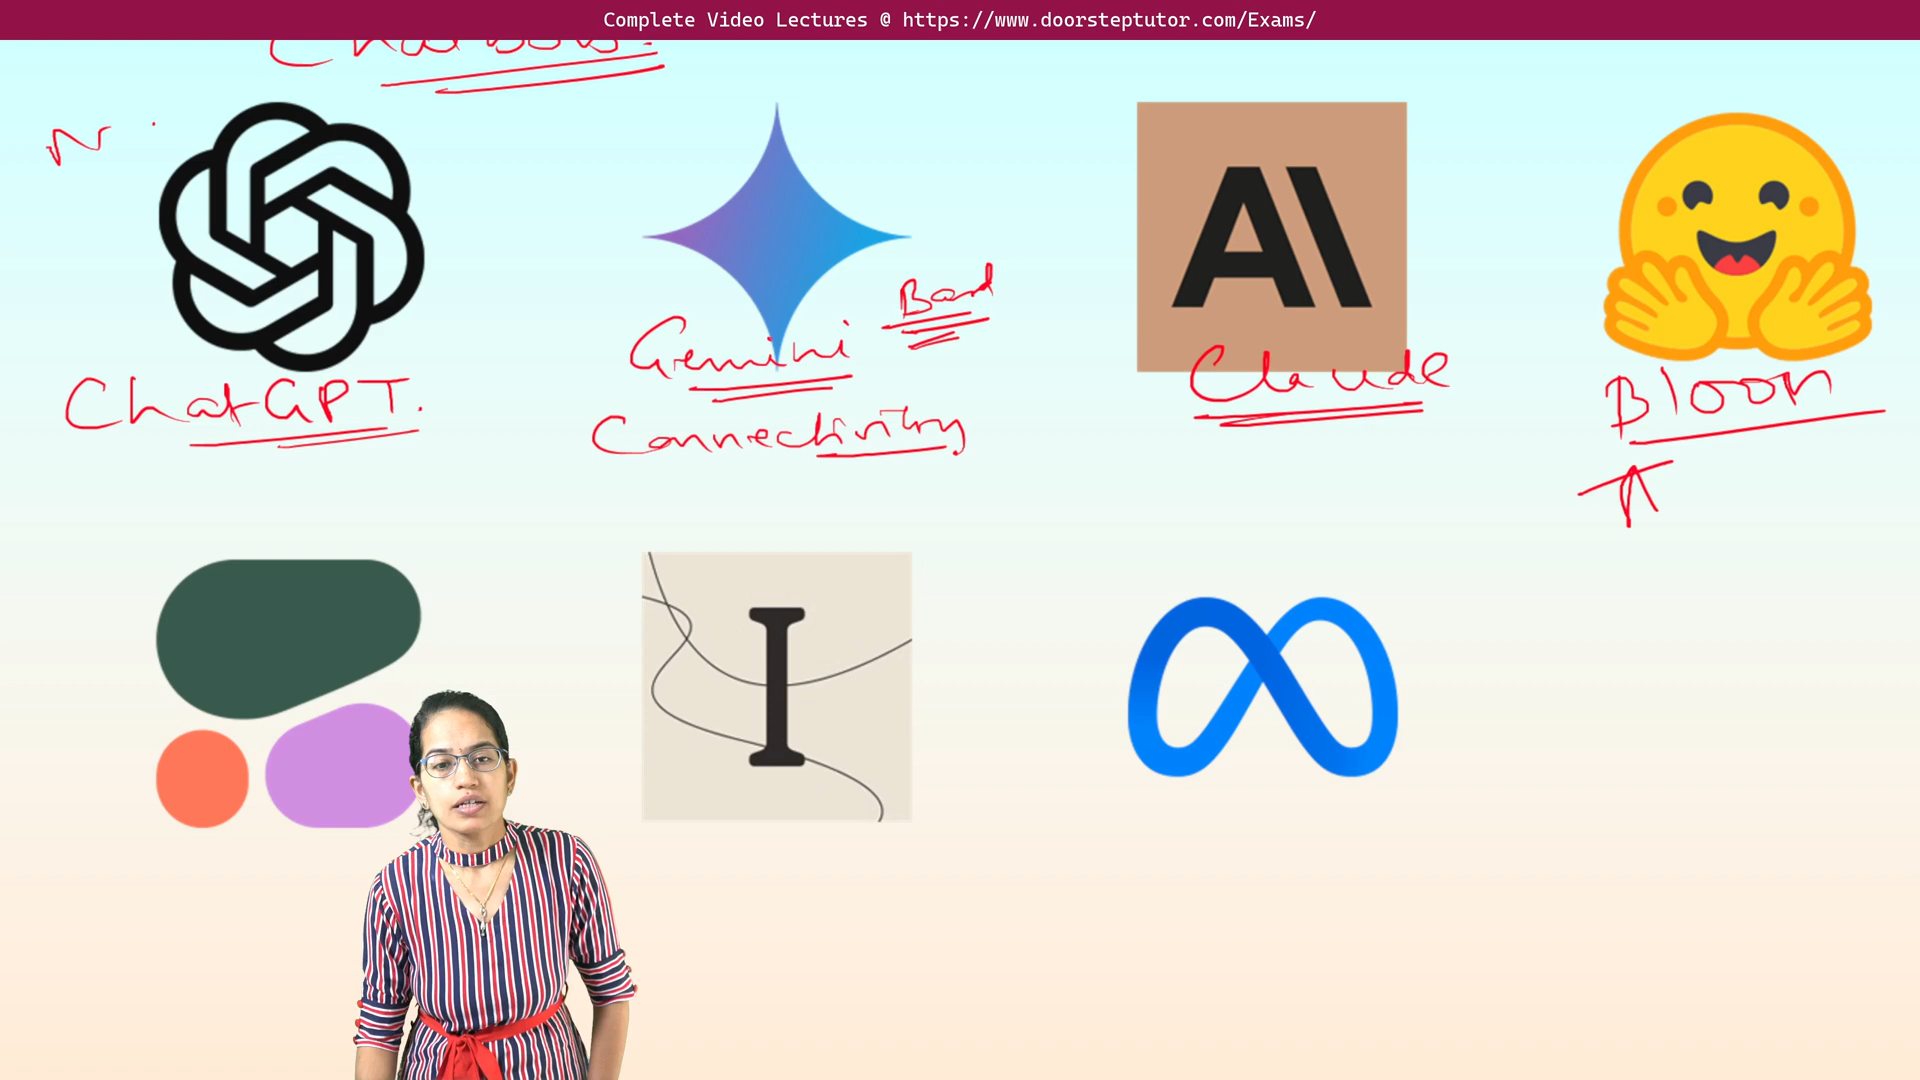 Complete Video Lectures @ https://www.doorsteptutor.com/Exams/
AI
Bard
Gemini
Claude
ChatGPT.
Bloom
Connectivity
I